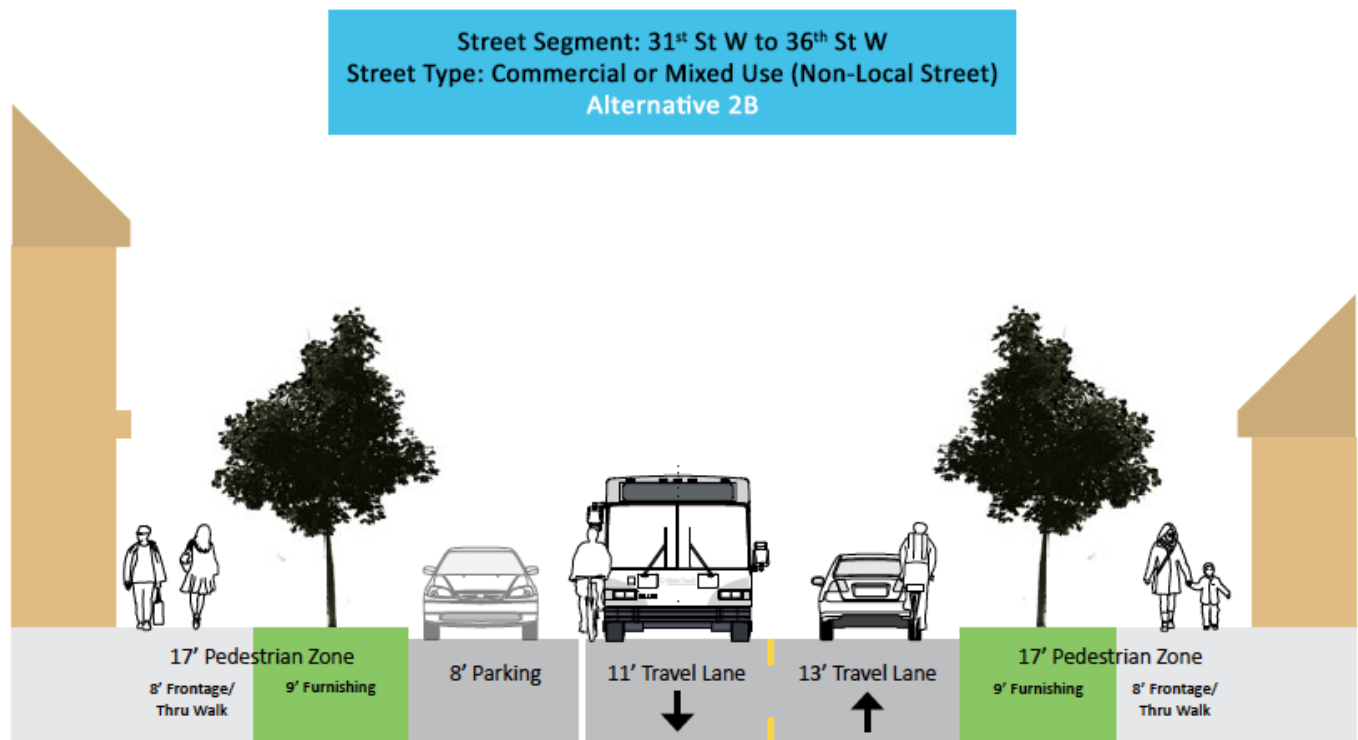 Street Segment: 31st St W to 36th St W
Street Type: Commercial or Mixed Use (Non-Local Street)
Alternative 2B
17’ Pedestrian Zone
8’ Frontage/
Thru Walk
9’ Furnishing
8’ Parking
11’ Travel Lane
13’ Travel Lane
17’ Pedestrian Zone
9’ Furnishing
8’ Frontage/
Thru Walk